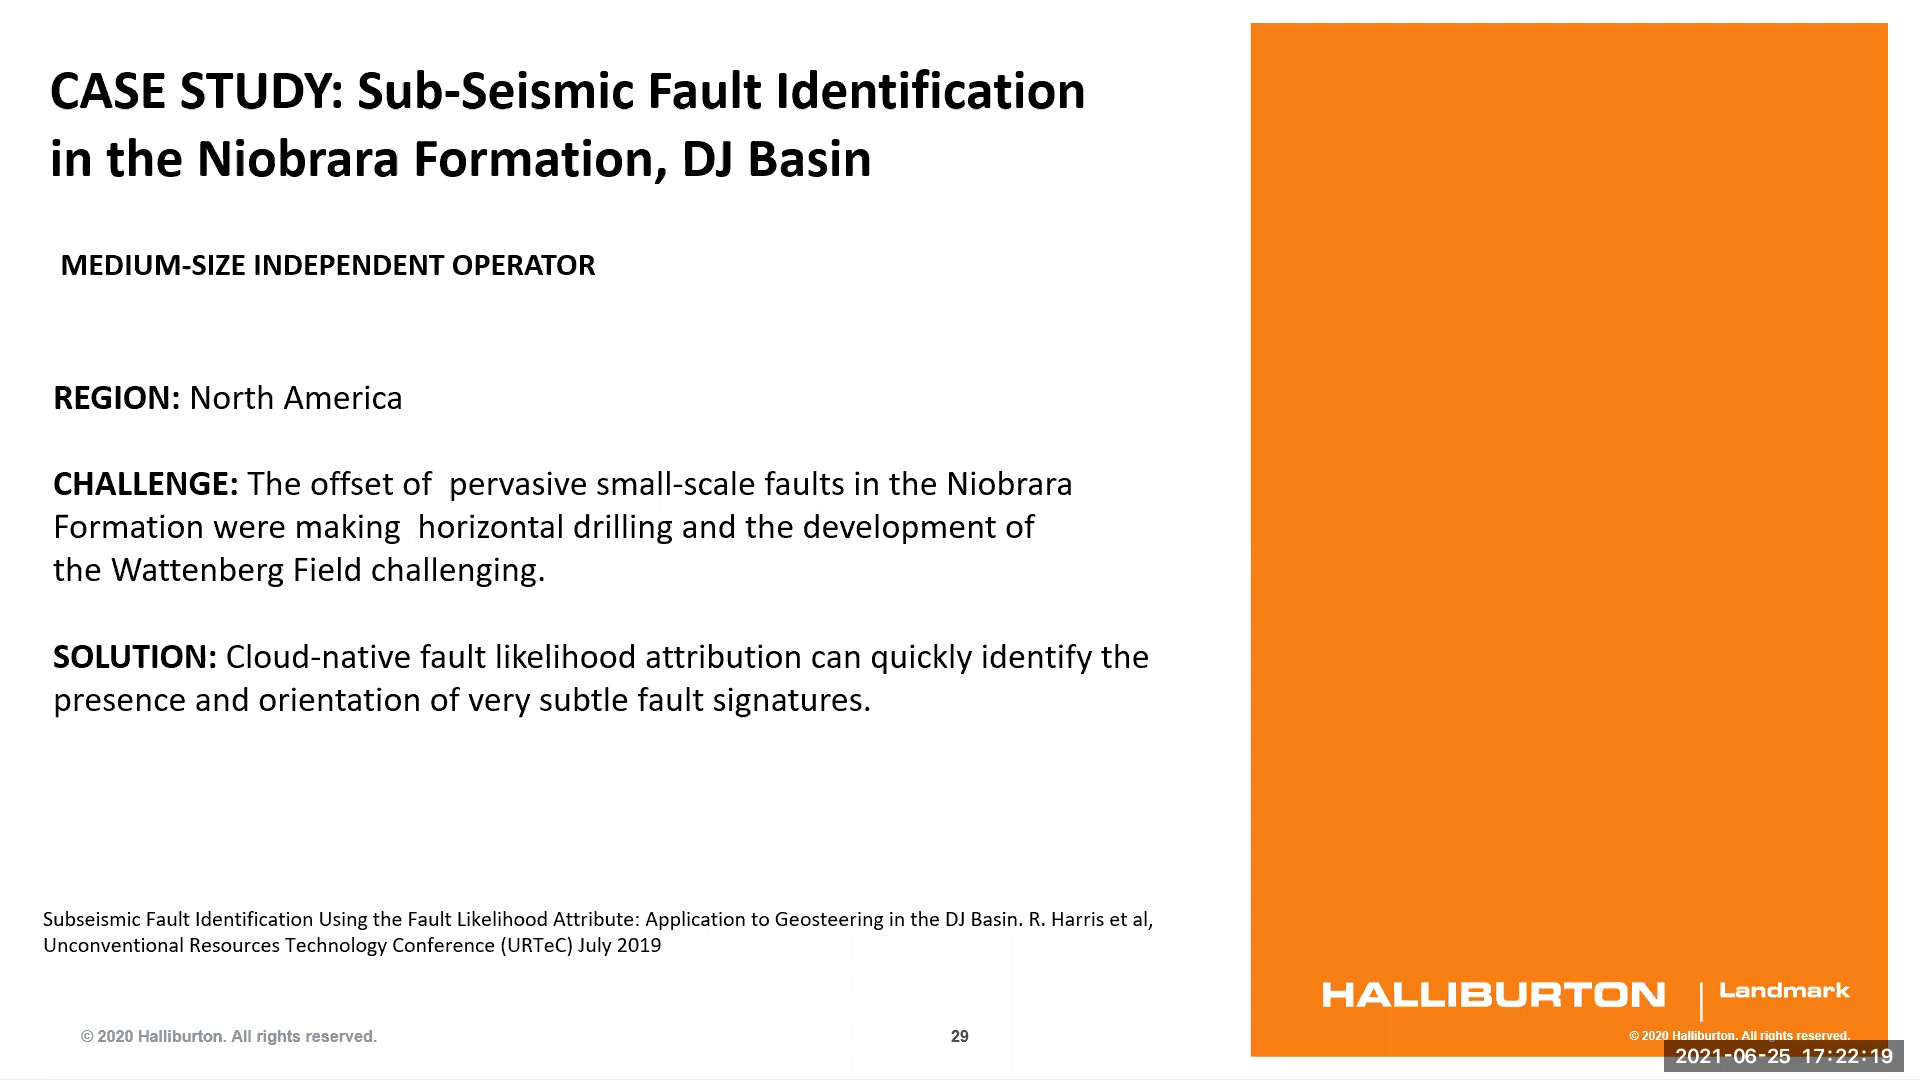 CASE STUDY: Sub-Seismic Fault Identification
in the Niobrara Formation, DJ Basin
MEDIUM-SIZE INDEPENDENT OPERATOR
REGION: North America
CHALLENGE: The offset of  pervasive small-scale faults in the Niobrara
Formation were making  horizontal drilling and the development of
the Wattenberg Field challenging.
SOLUTION: Cloud-native fault likelihood attribution can quickly identify the
presence and orientation of very subtle fault signatures.
Subseismic Fault Identification Using the Fault Likelihood Attribute: Application to Geosteering in the DJ Basin. R. Harris et al,
Unconventional Resources Technology Conference (URTeC) July 2019
HALLIBURTON | Landmark
© 2020 Halliburton. All rights reserved.
29
© 2020 Halliburton. All rights reserved.
2021-06-25 17:22:19